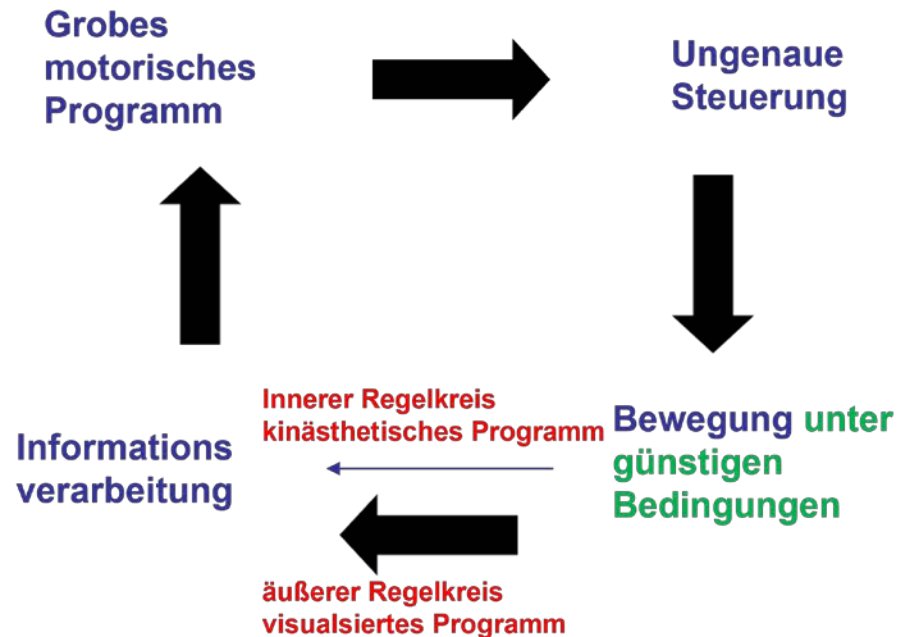 Grobes
motorisches
Programm
Ungenaue
Steuerung
Innerer Regelkreis
kinästhetisches Programm
Informations
verarbeitung
Bewegung unter
günstigen
Bedingungen
äußerer Regelkreis
visualsiertes Programm